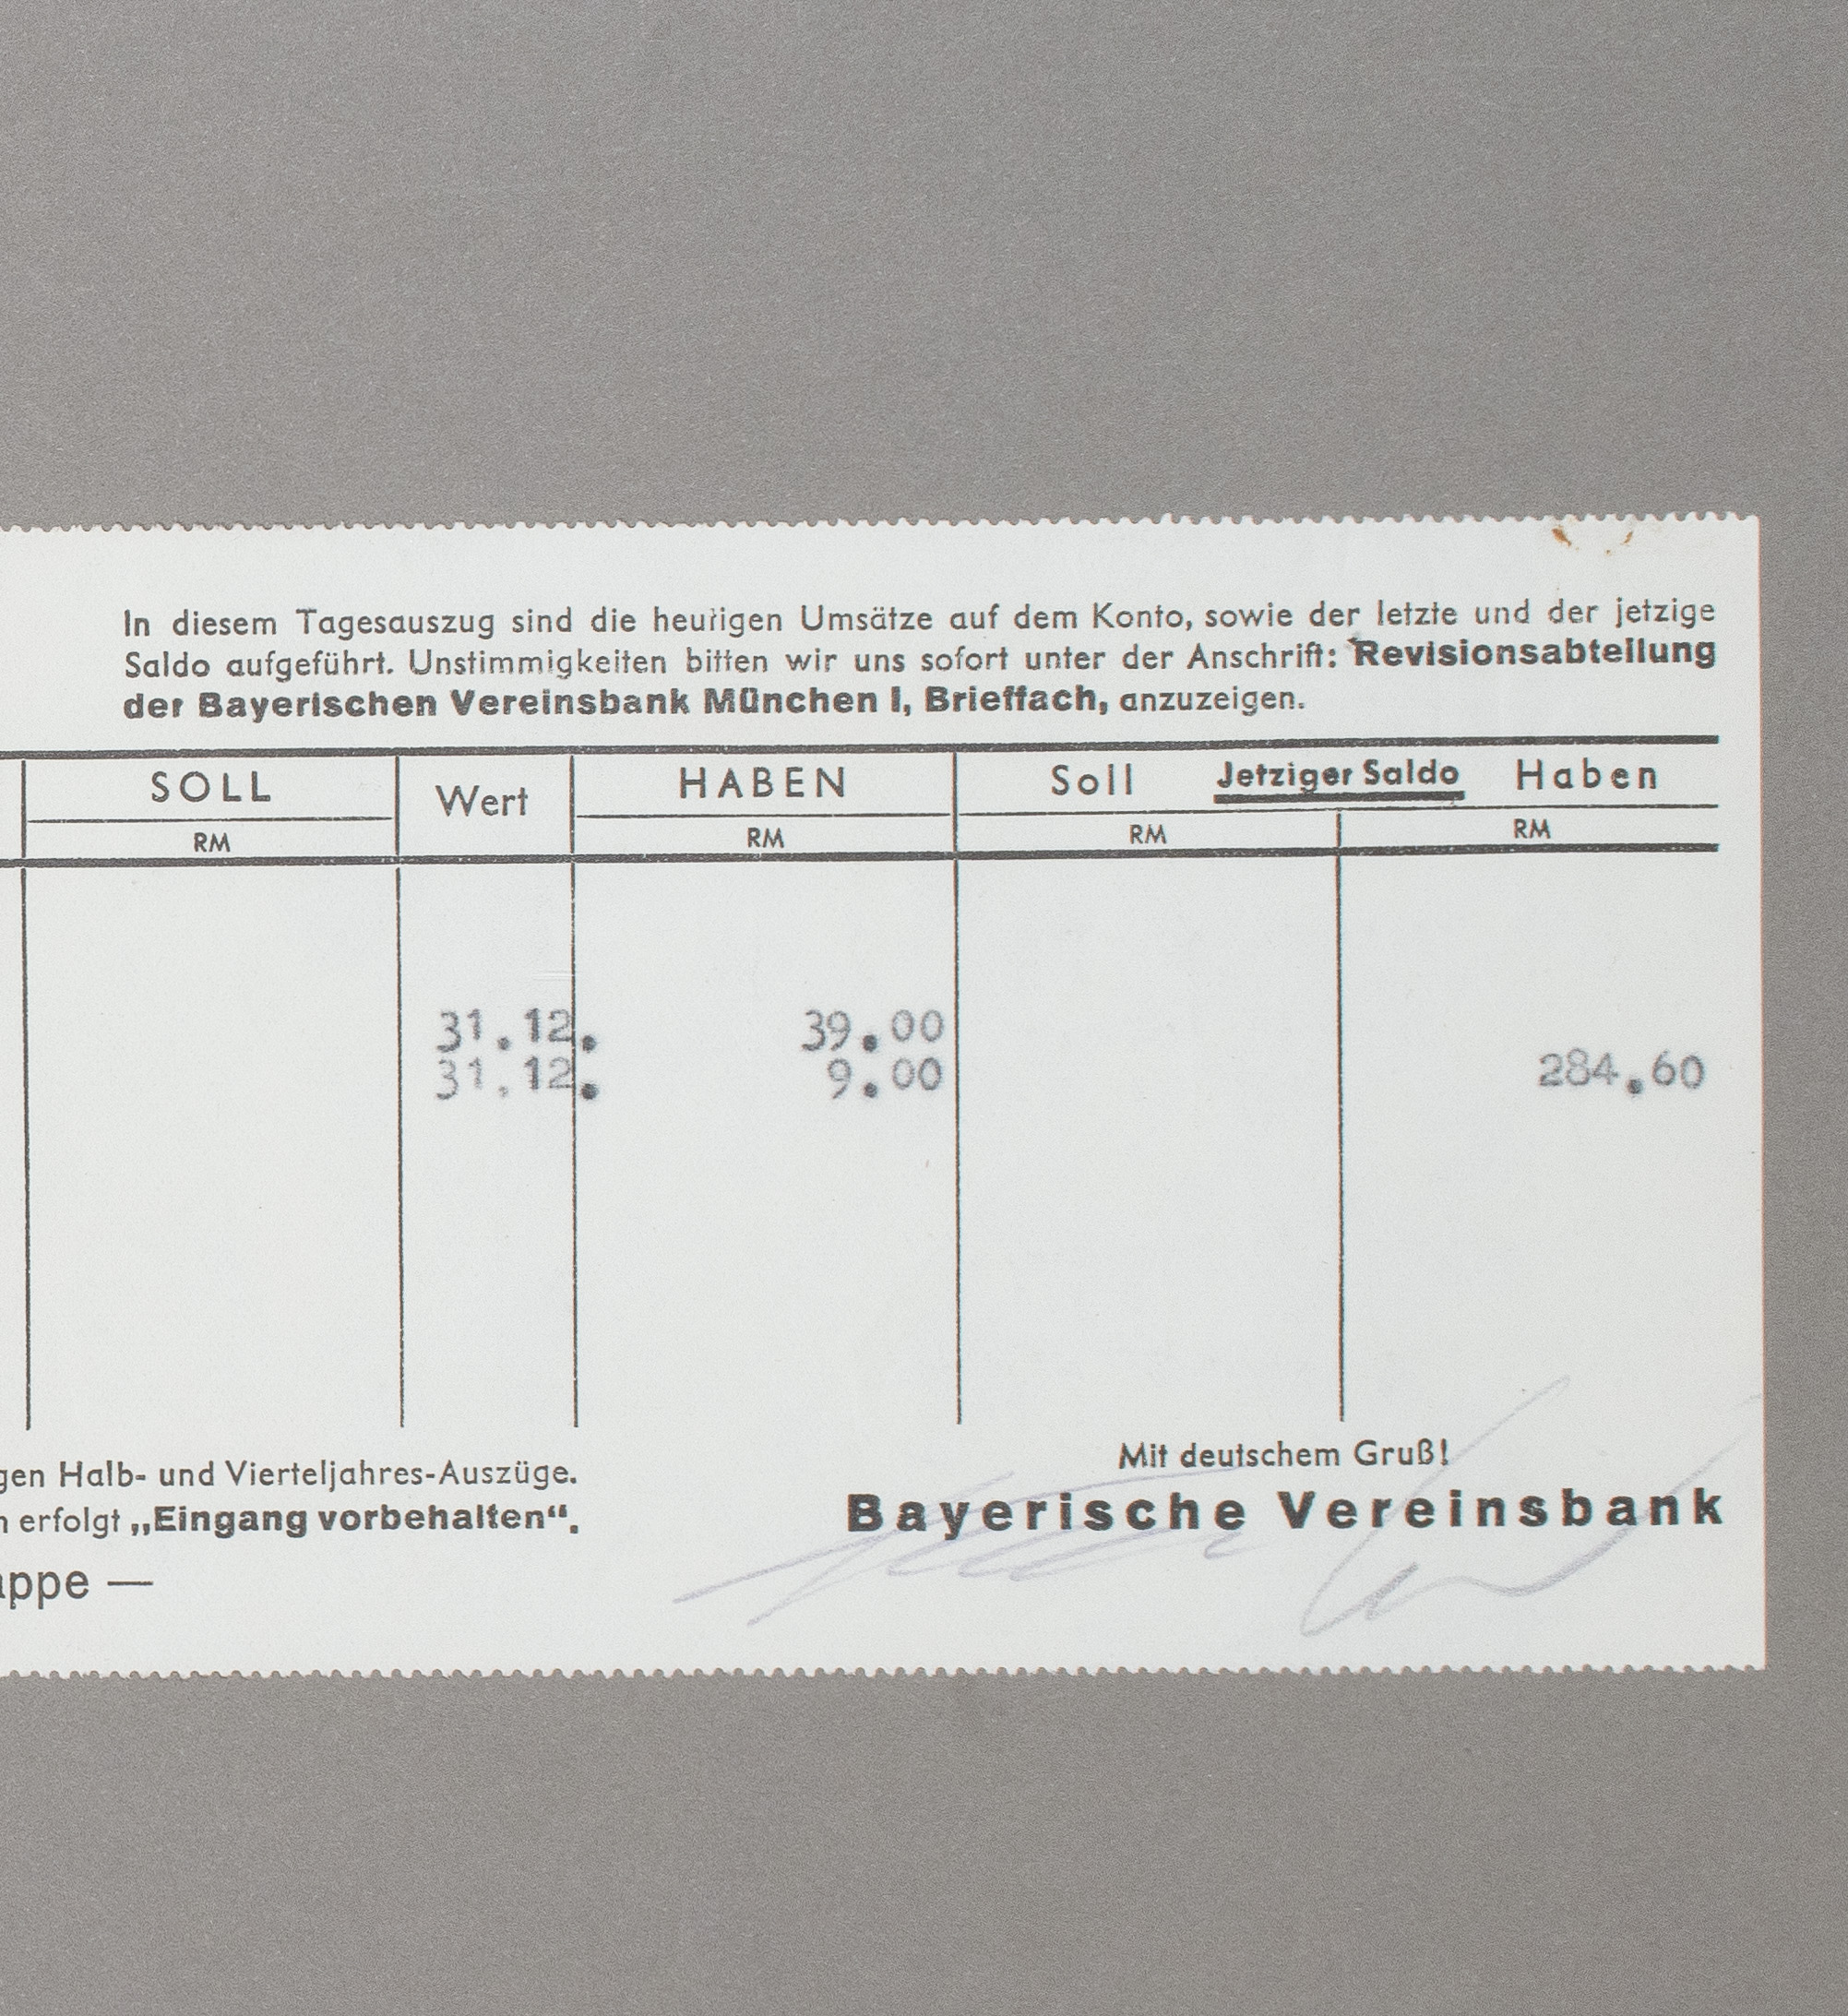 In diesem Tagesauszug sind die heutigen Umsätze auf dem Konto, sowie der letzte und der jetzige
Saldo aufgeführt. Unstimmigkeiten bitten wir uns sofort unter der Anschrift: Revisionsabteilung
der Bayerischen Vereinsbank München I, Brieffach, anzuzeigen.
SOLL Wert HABEN Soll Jetziger Saldo Haben
RM RM RM RM
31.12. 39.00
31.12. 9.00 284.60
gen Halb- und Vierteljahres-Auszüge.
Mit deutschem Gruß!
n erfolgt „Eingang vorbehalten“.
Bayerische Vereinsbank
appe —